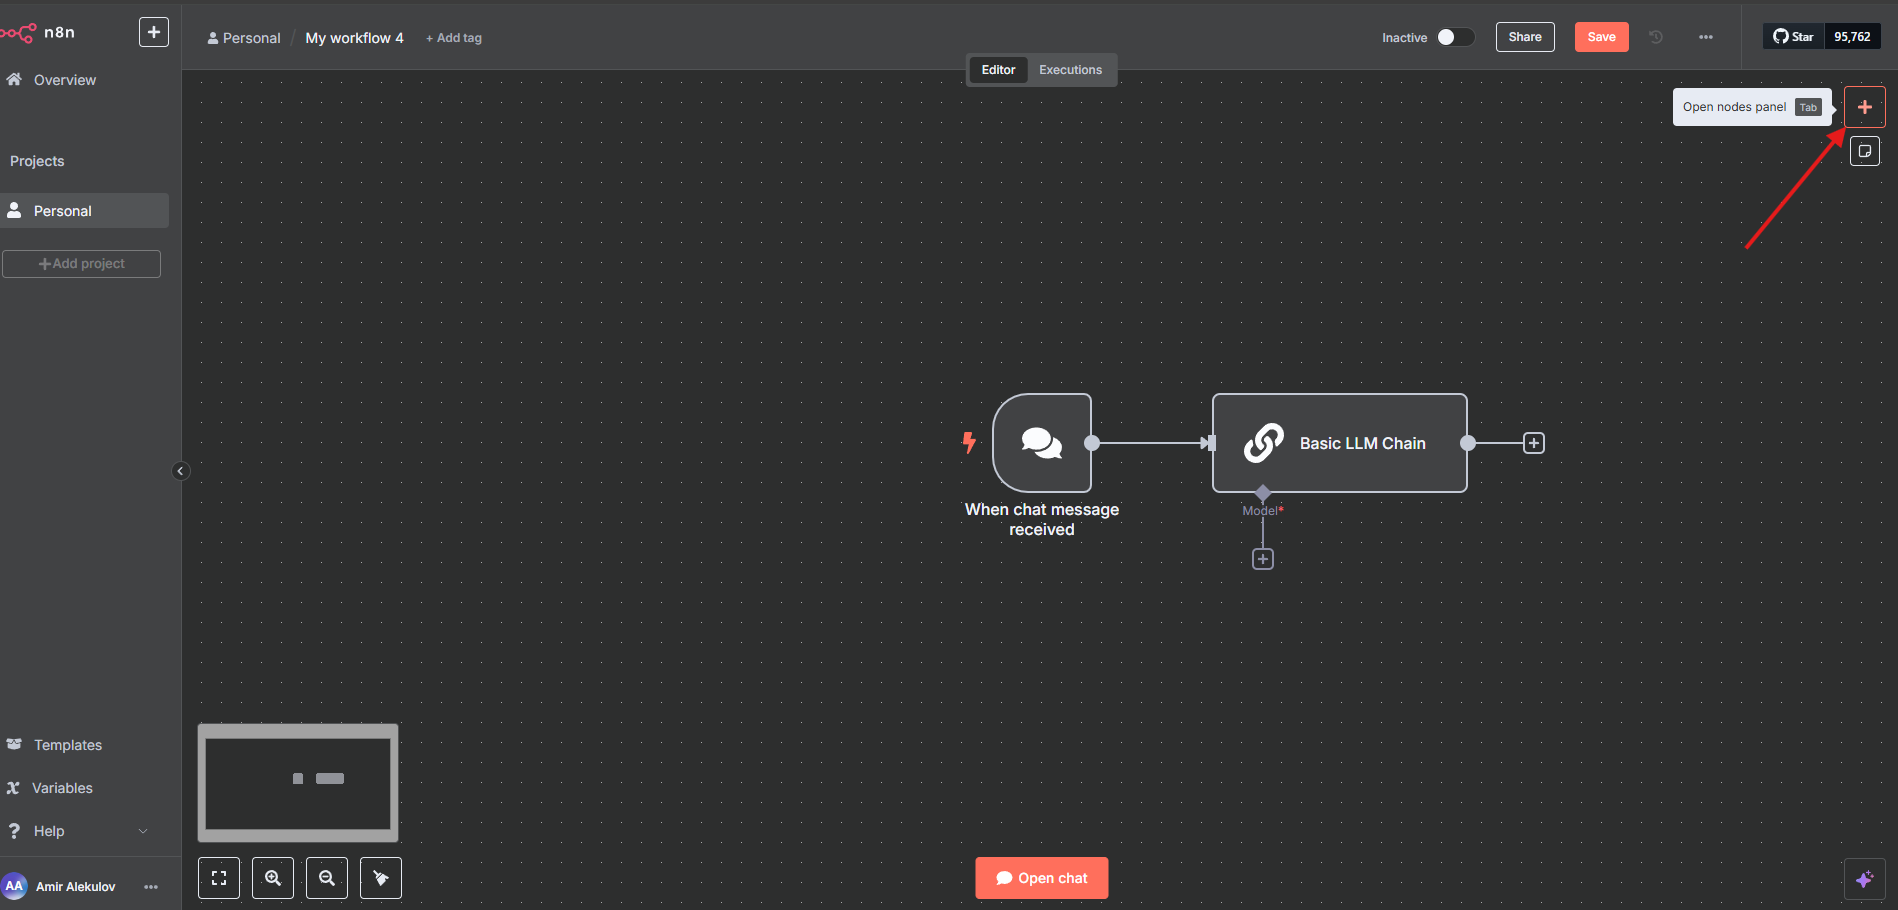 n8n
Personal / My workflow 4 + Add tag
Inactive Share Save Star 95,762
Editor Executions
Open nodes panel Tab
Overview
Projects
Personal
Add project
When chat message
received
Basic LLM Chain
Model*
Templates
Variables
Help
AA Amir Alekulov
Open chat